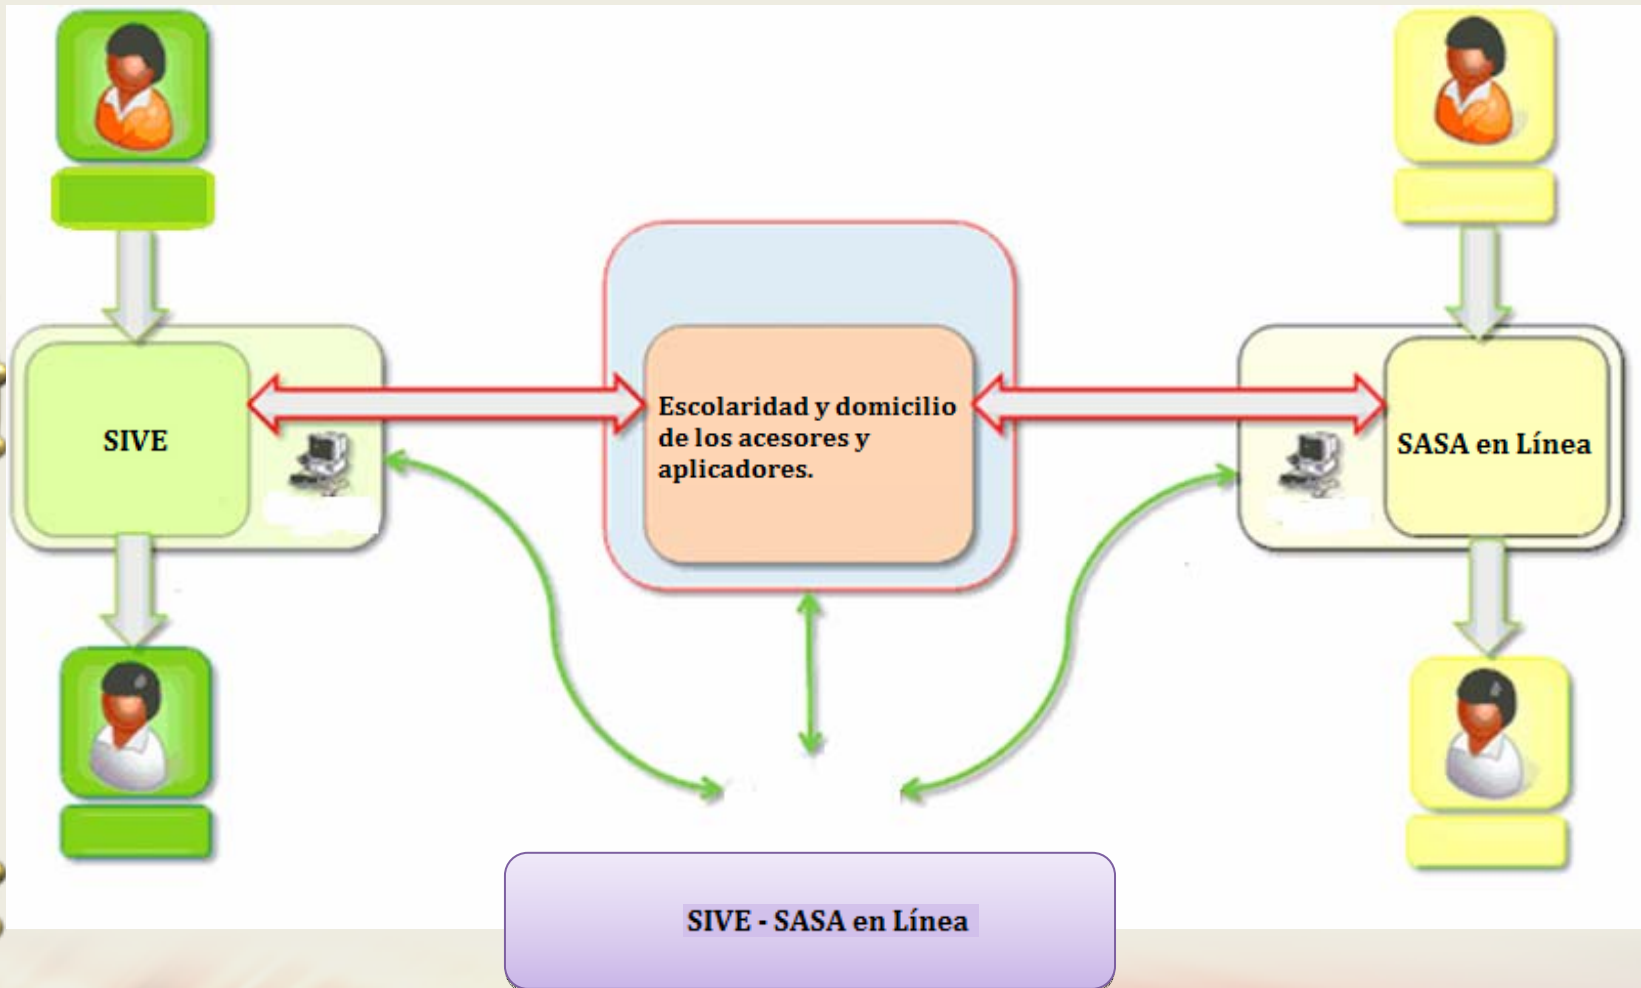 SIVE
Escolaridad y domicilio
de los acesores y
aplicadores.
SASA en Línea
SIVE - SASA en Línea